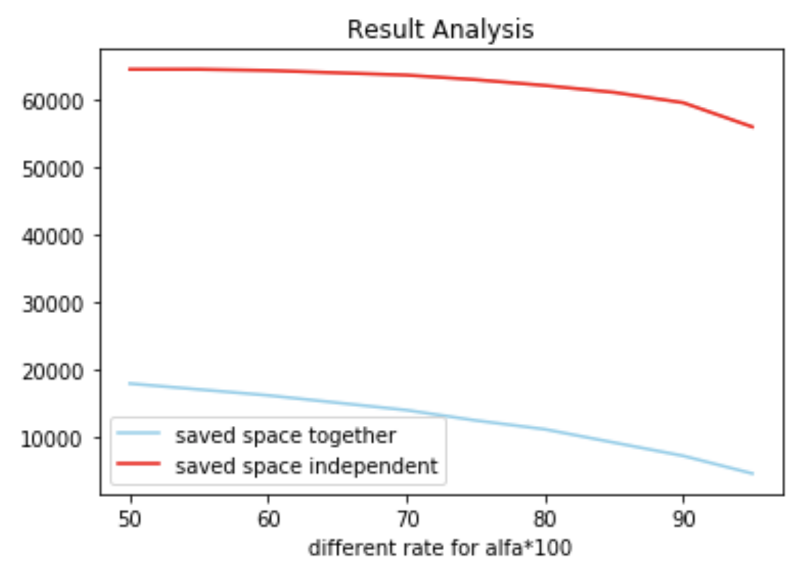 Result Analysis
60000
50000
40000
30000
20000
10000
saved space together
saved space independent
50 60 70 80 90
different rate for alfa*100